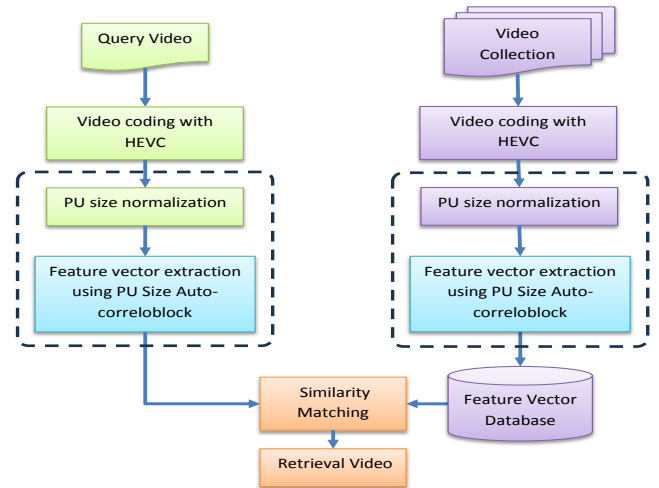 Query Video
Video coding with
HEVC
PU size normalization
Feature vector extraction
using PU Size Auto-
correloblock
Video
Collection
Video coding with
HEVC
PU size normalization
Feature vector extraction
using PU Size Auto-
correloblock
Feature Vector
Database
Similarity
Matching
Retrieval Video